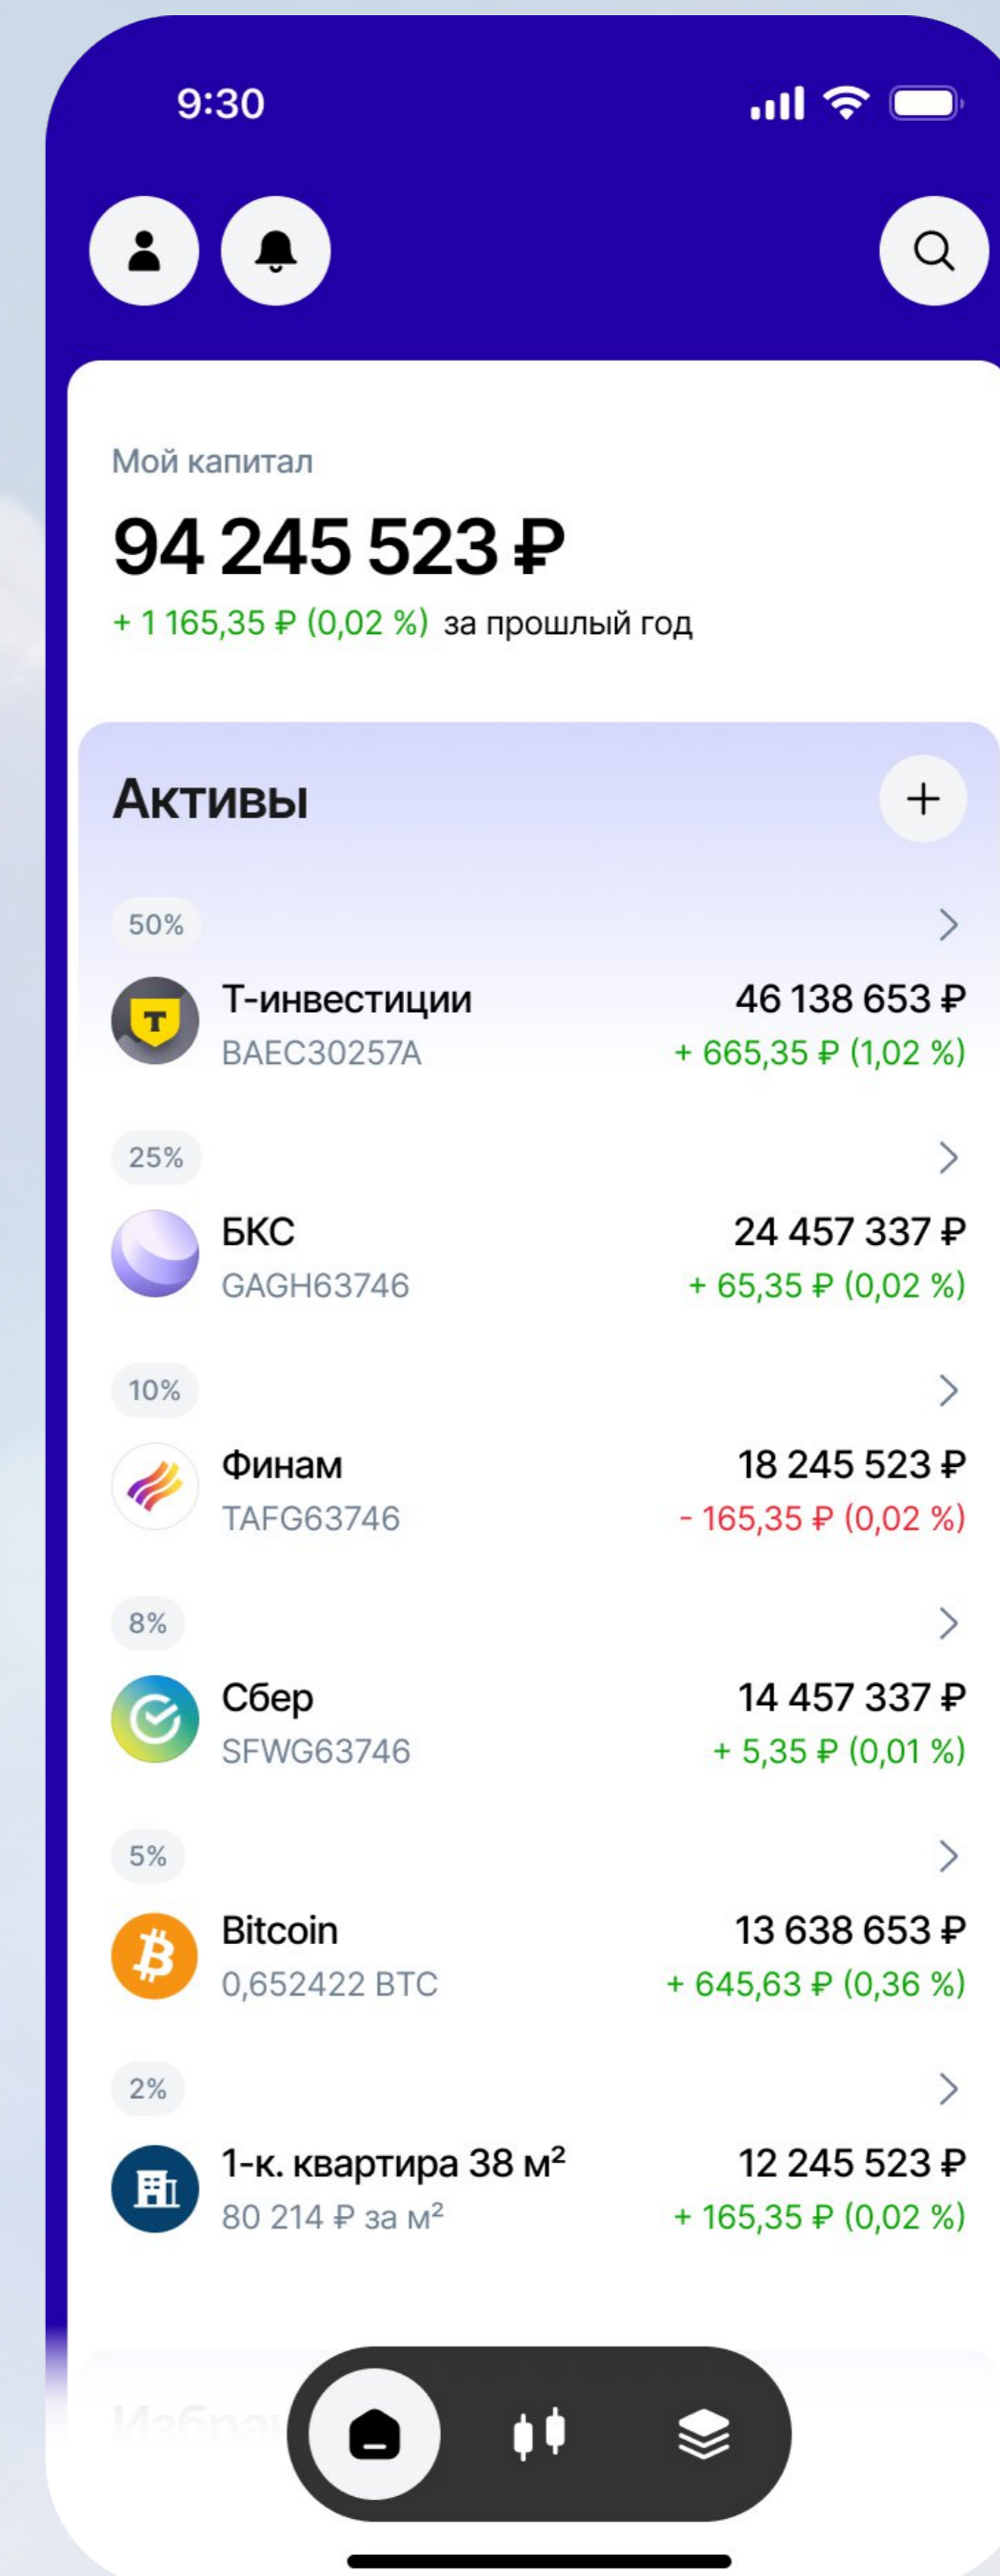 9:30
Мой капитал
94 245 523 ₽
+ 1 165,35 ₽ (0,02 %) за прошлый год
Активы
50%
Т-инвестиции 46 138 653 ₽
BAEC30257A + 665,35 ₽ (1,02 %)
25%
БКС 24 457 337 ₽
GAGH63746 + 65,35 ₽ (0,02 %)
10%
Финам 18 245 523 ₽
TAFG63746 - 165,35 ₽ (0,02 %)
8%
Сбер 14 457 337 ₽
SFWG63746 + 5,35 ₽ (0,01 %)
5%
Bitcoin 13 638 653 ₽
0,652422 BTC + 645,63 ₽ (0,36 %)
2%
1-к. квартира 38 м² 12 245 523 ₽
80 214 ₽ за м² + 165,35 ₽ (0,02 %)